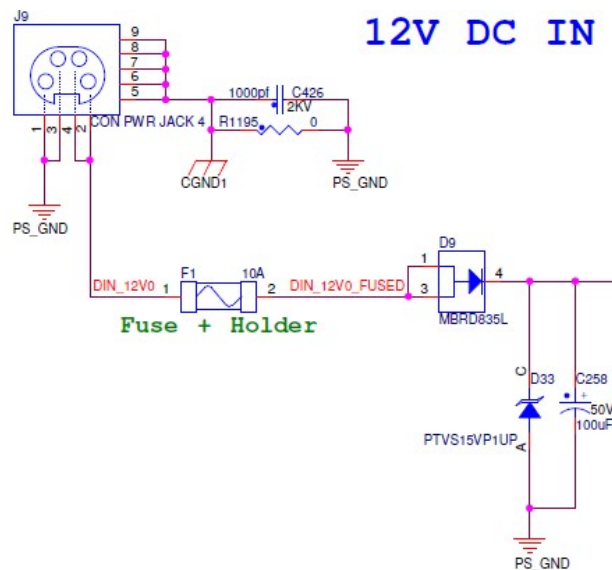 J9
12V DC IN
9
8
7
6
5
1000pf C426
2KV
CON PWR JACK 4
R1195 0
1 3 4 2
CGND1
PS_GND
PS_GND
D9
F1 10A
DIN_12V0 1 2 DIN_12V0_FUSED
1
3
4
Fuse + Holder
MBRD835L
C D33 C258
+
50V
100uF
PTVS15VP1UP
A
PS_GND